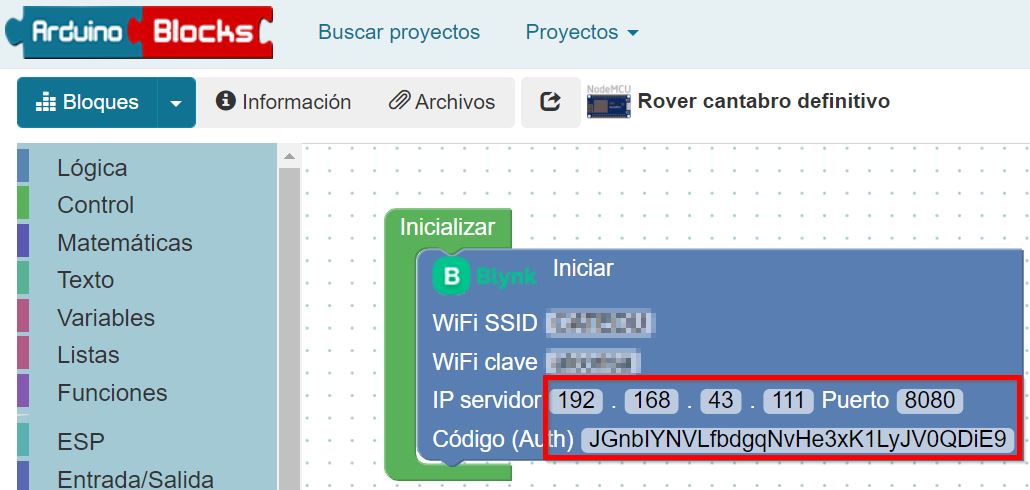 Arduino Blocks Buscar proyectos Proyectos
Bloques Información Archivos NodeMCU Rover cantabro definitivo
Lógica
Control
Matemáticas
Texto
Variables
Listas
Funciones
ESP
Entrada/Salida
Inicializar
B Blynk Iniciar
WiFi SSID
WiFi clave
IP servidor 192 . 168 . 43 . 111 Puerto 8080
Código (Auth) JGnbIYNVLfbdgqNvHe3xK1LyJV0QDiE9